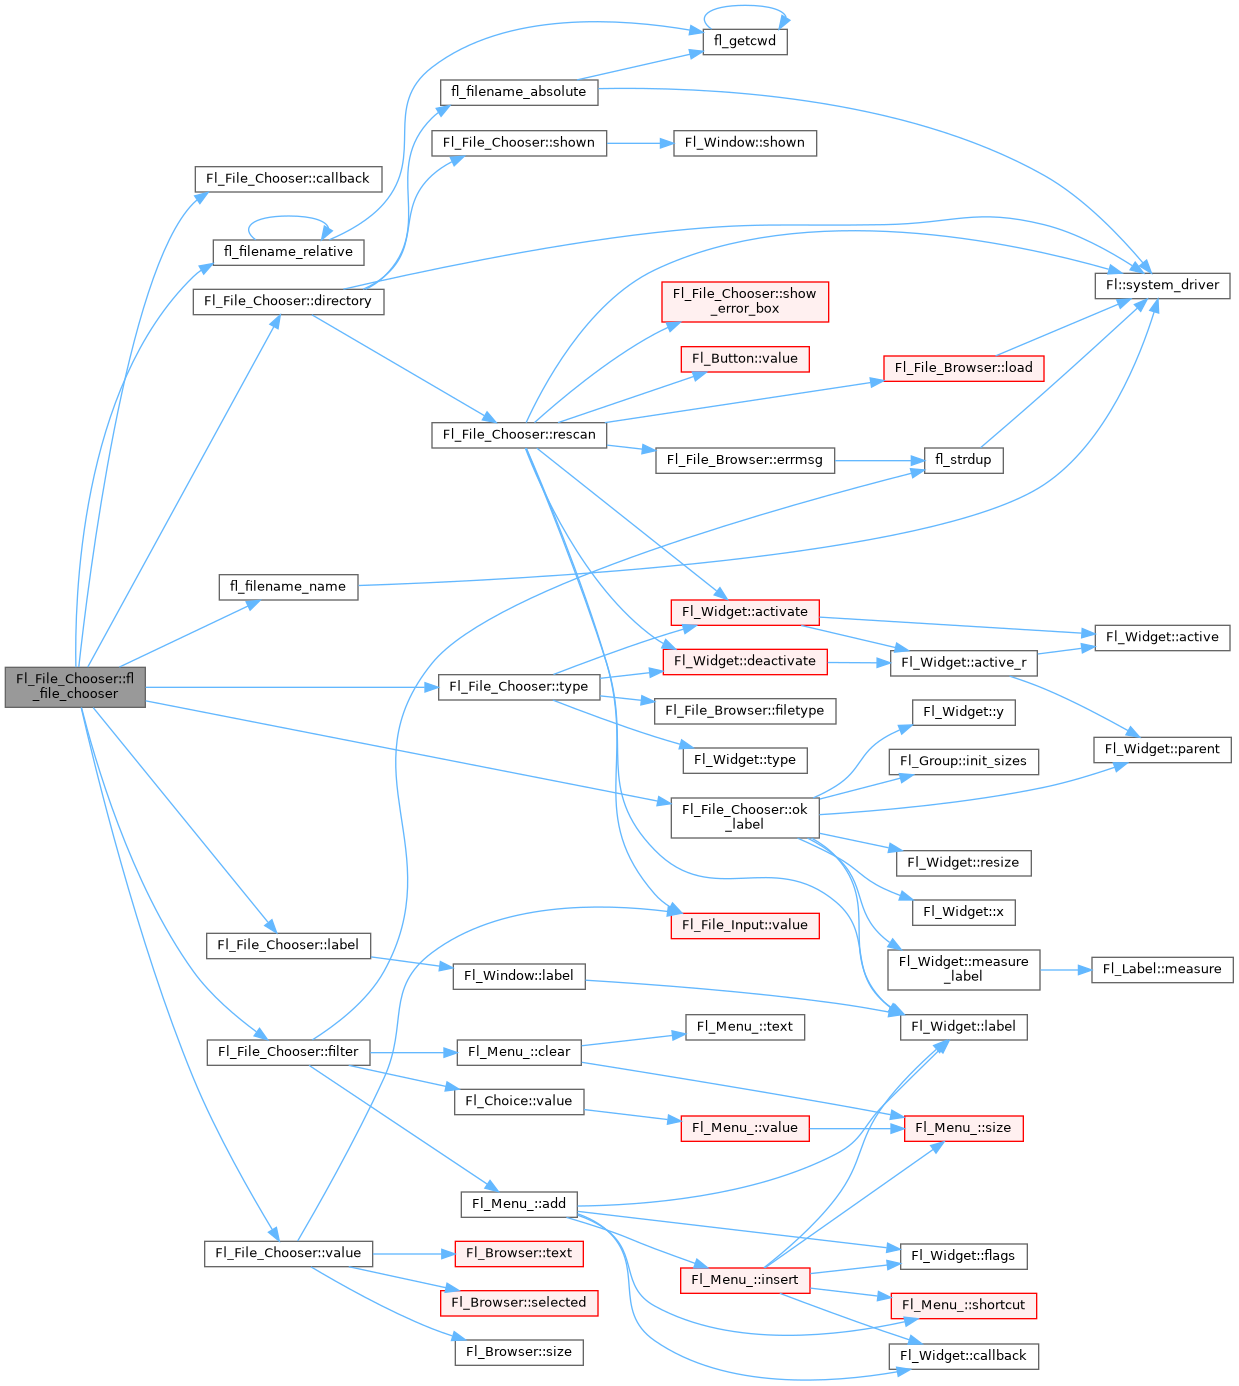 fl_getcwd
fl_filename_absolute
Fl_File_Chooser::shown
Fl_Window::shown
Fl_File_Chooser::callback
fl_filename_relative
Fl_File_Chooser::directory
Fl::system_driver
Fl_File_Chooser::show
_error_box
Fl_Button::value
Fl_File_Browser::load
Fl_File_Chooser::rescan
Fl_File_Browser::errmsg
fl_strdup
fl_filename_name
Fl_Widget::activate
Fl_Widget::active
Fl_Widget::deactivate
Fl_Widget::active_r
Fl_File_Chooser::fl
_file_chooser
Fl_File_Chooser::type
Fl_File_Browser::filetype
Fl_Widget::y
Fl_Widget::type
Fl_Group::init_sizes
Fl_Widget::parent
Fl_File_Chooser::ok
_label
Fl_Widget::resize
Fl_Widget::x
Fl_File_Input::value
Fl_File_Chooser::label
Fl_Window::label
Fl_Widget::measure
_label
Fl_Label::measure
Fl_Widget::label
Fl_Menu_::text
Fl_File_Chooser::filter
Fl_Menu_::clear
Fl_Choice::value
Fl_Menu_::value
Fl_Menu_::size
Fl_Menu_::add
Fl_File_Chooser::value
Fl_Browser::text
Fl_Widget::flags
Fl_Menu_::insert
Fl_Browser::selected
Fl_Menu_::shortcut
Fl_Browser::size
Fl_Widget::callback